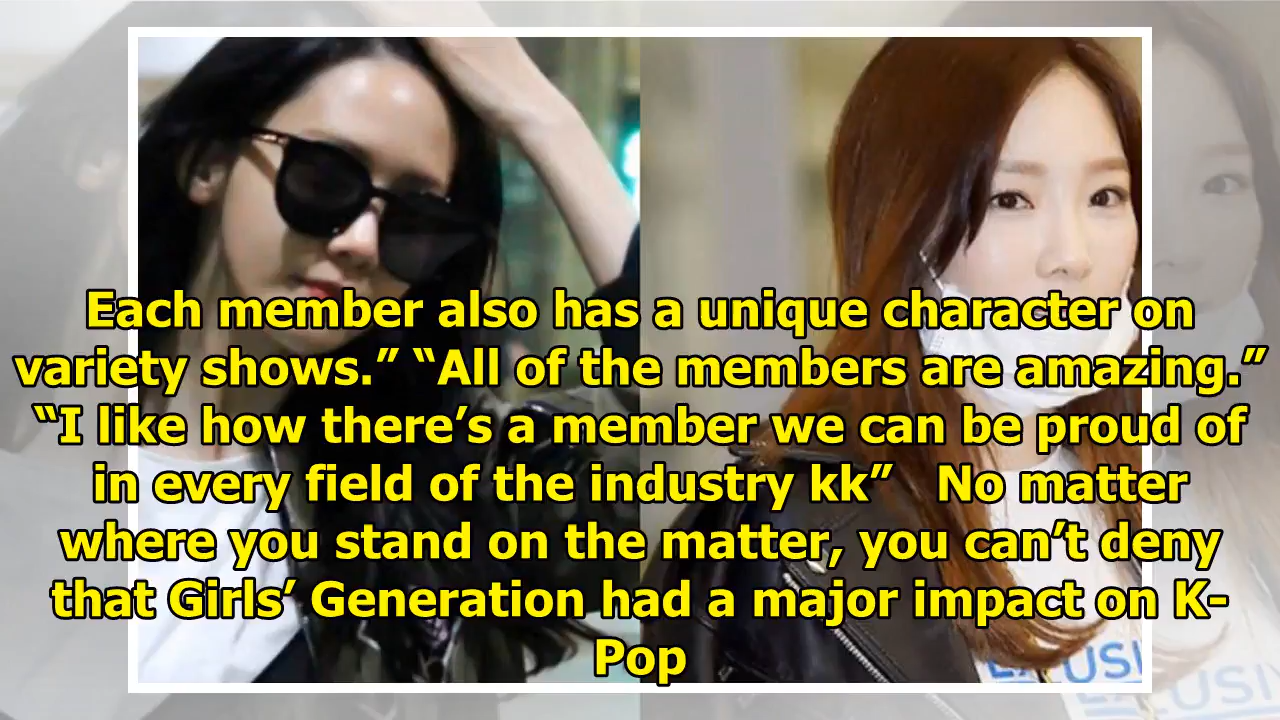 Each member also has a unique character on
variety shows.” “All of the members are amazing.”
“I like how there’s a member we can be proud of
in every field of the industry kk”   No matter
where you stand on the matter, you can’t deny
that Girls’ Generation had a major impact on K-
Pop